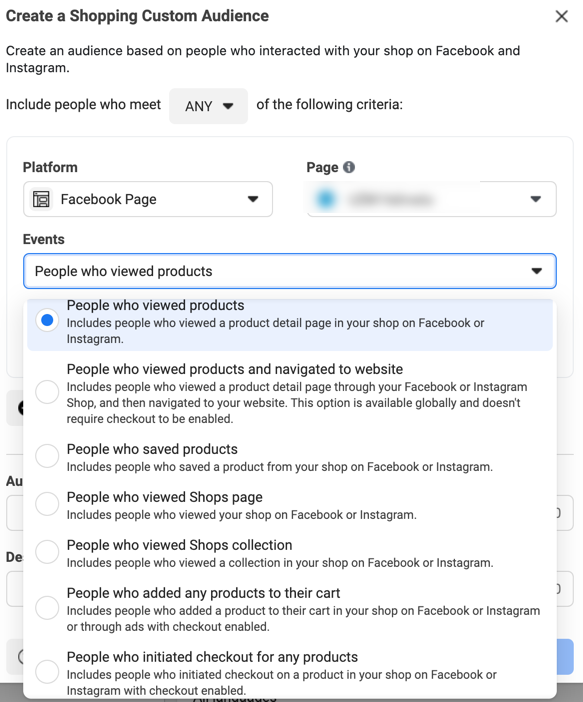 Create a Shopping Custom Audience
Create an audience based on people who interacted with your shop on Facebook and
Instagram.
Include people who meet ANY of the following criteria:
Platform Page
Facebook Page
Events
People who viewed products
People who viewed products
Includes people who viewed a product detail page in your shop on Facebook or
Instagram.
People who viewed products and navigated to website
Includes people who viewed a product detail page through your Facebook or Instagram
Shop, and then navigated to your website. This option is available globally and doesn't
require checkout to be enabled.
People who saved products
Includes people who saved a product from your shop on Facebook or Instagram.
Au
People who viewed Shops page
Includes people who viewed your shop on Facebook or Instagram.
People who viewed Shops collection
De
Includes people who viewed a collection in your shop on Facebook or Instagram.
People who added any products to their cart
Includes people who added a product to their cart in your shop on Facebook or Instagram
or through ads with checkout enabled.
People who initiated checkout for any products
Includes people who initiated checkout on a product in your shop on Facebook or
Instagram with checkout enabled.